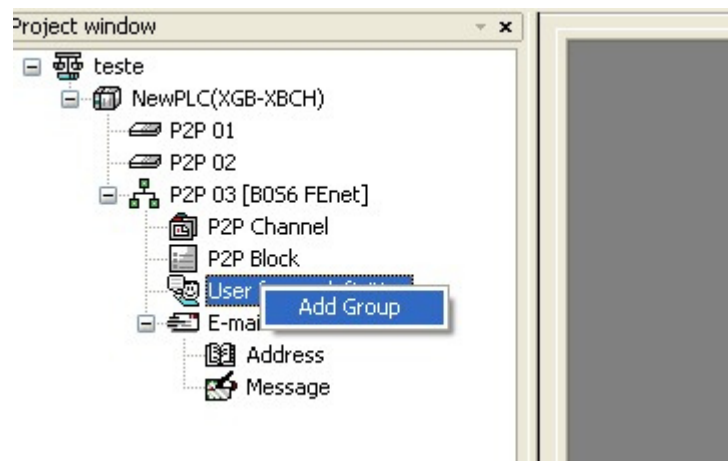 Project window
teste
NewPLC(XGB-XBCH)
P2P 01
P2P 02
P2P 03 [B0S6 FEnet]
P2P Channel
P2P Block
User
Add Group
E-mai
Address
Message